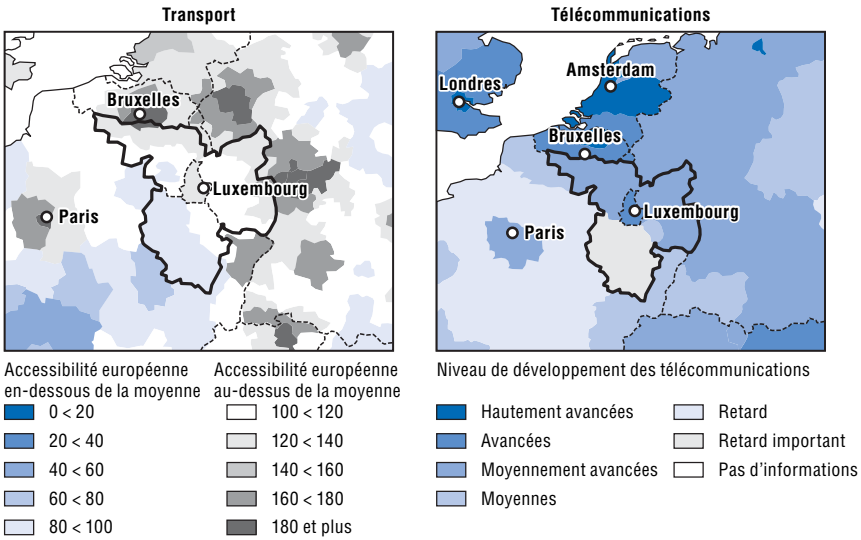 Transport
Bruxelles
Luxembourg
Paris
Accessibilité européenne
en-dessous de la moyenne
0 < 20
20 < 40
40 < 60
60 < 80
80 < 100
Accessibilité européenne
au-dessus de la moyenne
100 < 120
120 < 140
140 < 160
160 < 180
180 et plus
Télécommunications
Amsterdam
Londres
Bruxelles
Luxembourg
Paris
Niveau de développement des télécommunications
Hautement avancées
Avancées
Moyennement avancées
Moyennes
Retard
Retard important
Pas d'informations